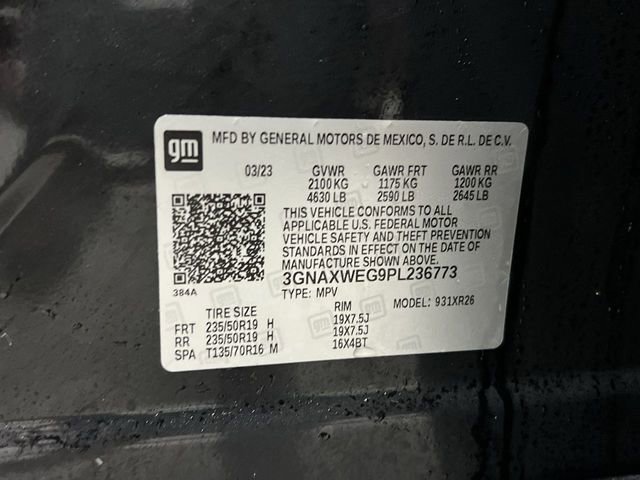 gm
MFD BY GENERAL MOTORS DE MEXICO, S. DE R.L. DE C.V.
03/23 GVWR GAWR FRT GAWR RR
2100 KG 1175 KG 1200 KG
4630 LB 2590 LB 2645 LB
THIS VEHICLE CONFORMS TO ALL
APPLICABLE U.S. FEDERAL MOTOR
VEHICLE SAFETY AND THEFT PREVENTION
STANDARDS IN EFFECT ON THE DATE OF
MANUFACTURE SHOWN ABOVE.
3GNAXWEG9PL236773
384A
TYPE: MPV MODEL: 931XR26
TIRE SIZE RIM
FRT 235/50R19 H 19X7.5J
RR 235/50R19 H 19X7.5J
SPA T135/70R16 M 16X4BT